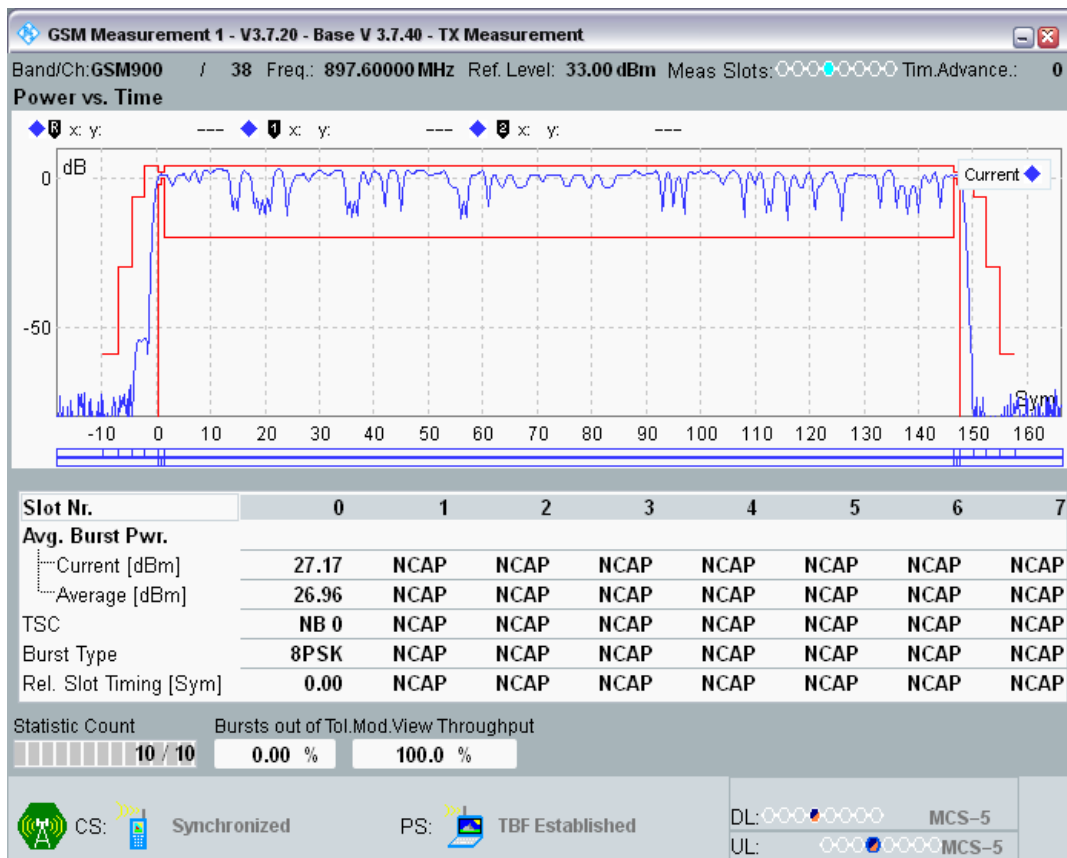 GSM Measurement 1 - V3.7.20 - Base V 3.7.40 - TX Measurement
Band/Ch:GSM900 / 38 Freq.: 897.60000 MHz Ref. Level: 33.00 dBm Meas Slots: Tim.Advance.: 0
Power vs. Time
R x: y: --- 1 x: y: --- 2 x: y: ---
dB
Current
0
-50
Sym
-10 0 10 20 30 40 50 60 70 80 90 100 110 120 130 140 150 160
Slot Nr. 0 1 2 3 4 5 6 7
Avg. Burst Pwr.
Current [dBm] 27.17 NCAP NCAP NCAP NCAP NCAP NCAP NCAP
Average [dBm] 26.96 NCAP NCAP NCAP NCAP NCAP NCAP NCAP
TSC NB 0 NCAP NCAP NCAP NCAP NCAP NCAP NCAP
Burst Type 8PSK NCAP NCAP NCAP NCAP NCAP NCAP NCAP
Rel. Slot Timing [Sym] 0.00 NCAP NCAP NCAP NCAP NCAP NCAP NCAP
Statistic Count Bursts out of Tol.Mod.View Throughput
10 / 10 0.00 % 100.0 %
CS: Synchronized PS: TBF Established DL: MCS-5
UL: MCS-5